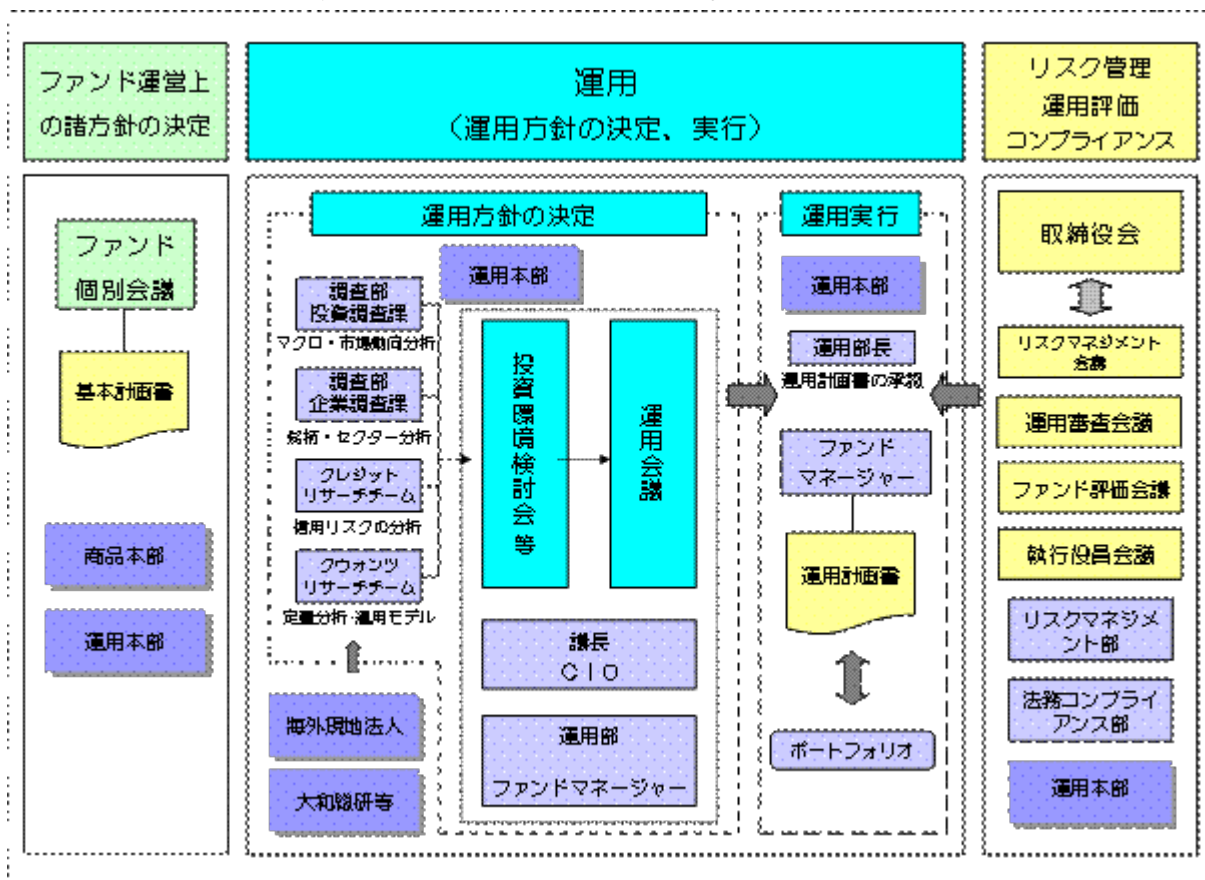 ファンド運営上
の諸方針の決定
運用
（運用方針の決定、実行）
リスク管理
運用評価
コンプライアンス
ファンド
個別会議
基本計画書
商品本部
運用本部
運用方針の決定
運用本部
調査部
投資調査課
マクロ・市場動向分析
調査部
企業調査課
銘柄・セクター分析
クレジット
リサーチチーム
信用リスクの分析
クウォンツ
リサーチチーム
定量分析・運用モデル
海外現地法人
大和総研等
投資環境検討会等
運用会議
議長
ＣＩＯ
運用部
ファンドマネージャー
運用実行
運用本部
運用部長
運用計画書の承認
ファンド
マネージャー
運用計画書
ポートフォリオ
取締役会
リスクマネジメント
会議
運用審査会議
ファンド評価会議
執行役員会議
リスクマネジメ
ント部
法務コンプライ
アンス部
運用本部